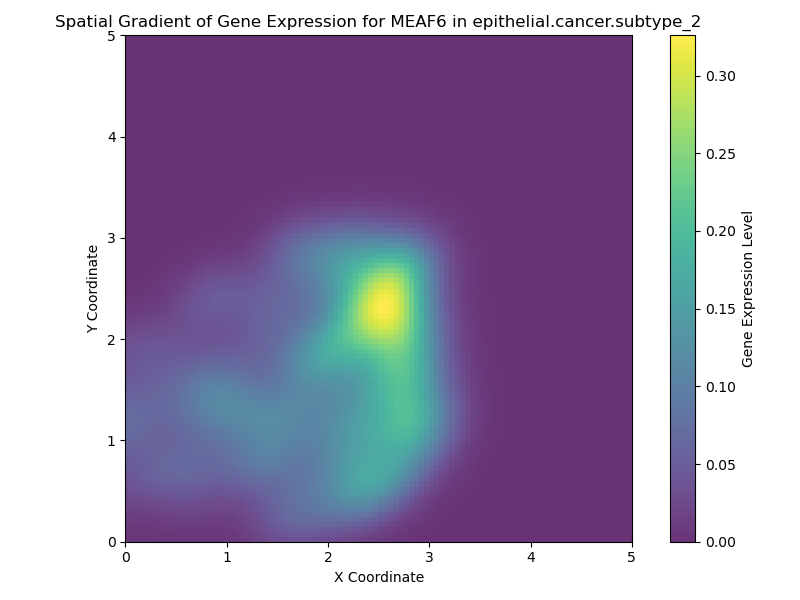 Spatial Gradient of Gene Expression for MEAF6 in epithelial.cancer.subtype_2
5
4
3
2
1
0
Y Coordinate
0 1 2 3 4 5
X Coordinate
0.30
0.25
0.20
0.15
0.10
0.05
0.00
Gene Expression Level